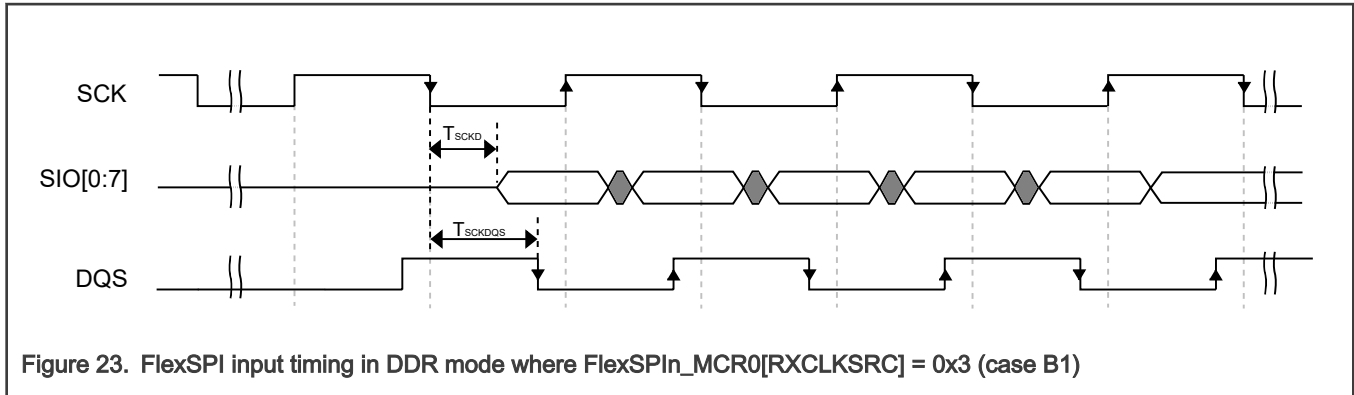 SCK
TSCKD
SIO[0:7]
TSCKDQS
DQS
Figure 23. FlexSPI input timing in DDR mode where FlexSPIn_MCR0[RXCLKSRC] = 0x3 (case B1)